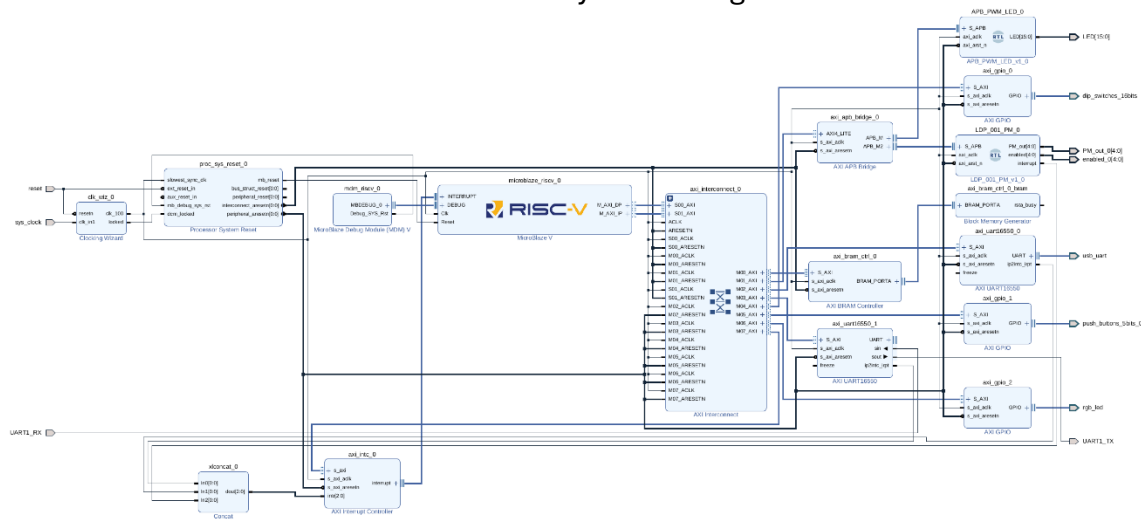 APB_PWM_LED_0
S_APB
axi_aclk
axi_arst_n
LED[15:0]
APB_PWM_LED_v1_0
LED[15:0]
axi_gpio_0
S_AXI
s_axi_aclk
s_axi_aresetn
GPIO
AXI GPIO
dip_switches_16bits
axi_apb_bridge_0
AXI4_LITE
s_axi_aclk
s_axi_aresetn
APB_M
APB_M2
AXI APB Bridge
LDP_001_PM_0
S_APB
axi_aclk
axi_arst_n
PM_out[4:0]
enabled[4:0]
interrupt
LDP_001_PM_v1_0
PM_out_0[4:0]
enabled_0[4:0]
proc_sys_reset_0
slowest_sync_clk
ext_reset_in
aux_reset_in
mb_debug_sys_rst
dcm_locked
mb_reset
bus_struct_reset[0:0]
peripheral_reset[0:0]
interconnect_aresetn[0:0]
peripheral_aresetn[0:0]
Processor System Reset
reset
sys_clock
clk_wiz_0
resetn
clk_in1
clk_100
locked
Clocking Wizard
mdm_riscv_0
MBDEBUG_0
Debug_SYS_Rst
MicroBlaze Debug Module (MDM) V
microblaze_riscv_0
INTERRUPT
DEBUG
Clk
Reset
RISC-V
M_AXI_DP
M_AXI_IP
MicroBlaze V
axi_interconnect_0
S00_AXI
S01_AXI
ACLK
ARESETN
S00_ACLK
S00_ARESETN
M00_ACLK
M00_ARESETN
M01_ACLK
M01_ARESETN
S01_ACLK
S01_ARESETN
M02_ACLK
M02_ARESETN
M03_ACLK
M03_ARESETN
M04_ACLK
M04_ARESETN
M05_ACLK
M05_ARESETN
M06_ACLK
M06_ARESETN
M07_ACLK
M07_ARESETN
M00_AXI
M01_AXI
M02_AXI
M03_AXI
M04_AXI
M05_AXI
M06_AXI
M07_AXI
AXI Interconnect
axi_bram_ctrl_0_bram
BRAM_PORTA
rsta_busy
Block Memory Generator
axi_bram_ctrl_0
S_AXI
s_axi_aclk
s_axi_aresetn
BRAM_PORTA
AXI BRAM Controller
axi_uart16550_0
S_AXI
s_axi_aclk
s_axi_aresetn
freeze
UART
ip2intc_irpt
AXI UART16550
usb_uart
axi_gpio_1
S_AXI
s_axi_aclk
s_axi_aresetn
GPIO
AXI GPIO
push_buttons_5bits_0
axi_uart16550_1
S_AXI
s_axi_aclk
s_axi_aresetn
freeze
UART
sin
sout
ip2intc_irpt
AXI UART16550
axi_gpio_2
S_AXI
s_axi_aclk
s_axi_aresetn
GPIO
AXI GPIO
rgb_led
UART1_RX
UART1_TX
xlconcat_0
In0[0:0]
In1[0:0]
In2[0:0]
dout[2:0]
Concat
axi_intc_0
s_axi
s_axi_aclk
s_axi_aresetn
intr[2:0]
interrupt
AXI Interrupt Controller